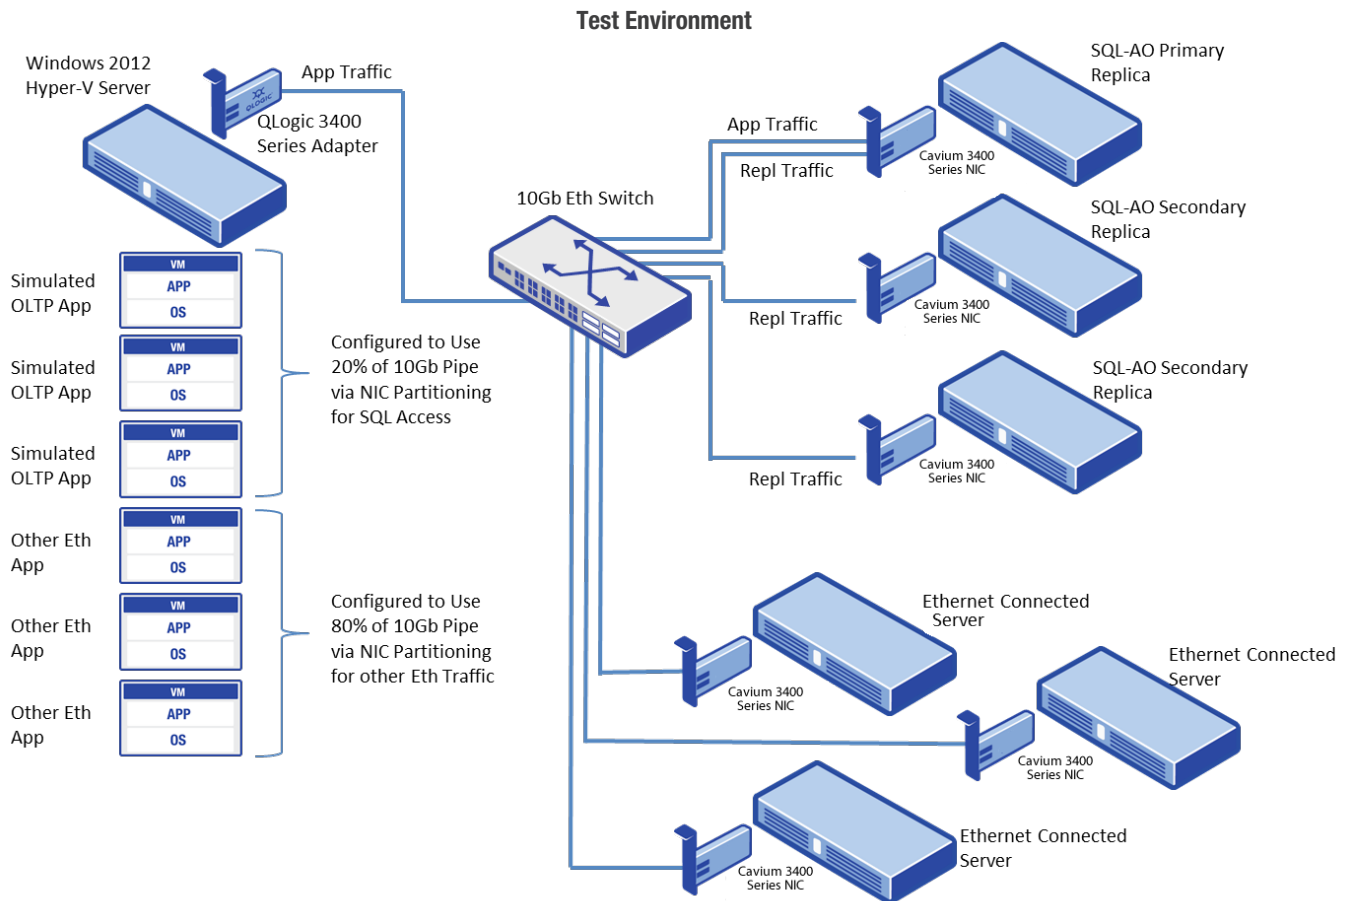 Test Environment
Windows 2012
Hyper-V Server
App Traffic
QLOGIC
QLogic 3400
Series Adapter
SQL-AO Primary
Replica
App Traffic
Repl Traffic
Cavium 3400
Series NIC
10Gb Eth Switch
SQL-AO Secondary
Replica
Cavium 3400
Series NIC
Repl Traffic
SQL-AO Secondary
Replica
Cavium 3400
Series NIC
Repl Traffic
Simulated
OLTP App
VM
APP
OS
Simulated
OLTP App
VM
APP
OS
Simulated
OLTP App
VM
APP
OS
Configured to Use
20% of 10Gb Pipe
via NIC Partitioning
for SQL Access
Other Eth
App
VM
APP
OS
Other Eth
App
VM
APP
OS
Other Eth
App
VM
APP
OS
Configured to Use
80% of 10Gb Pipe
via NIC Partitioning
for other Eth Traffic
Ethernet Connected
Server
Cavium 3400
Series NIC
Ethernet Connected
Server
Cavium 3400
Series NIC
Ethernet Connected
Server
Cavium 3400
Series NIC